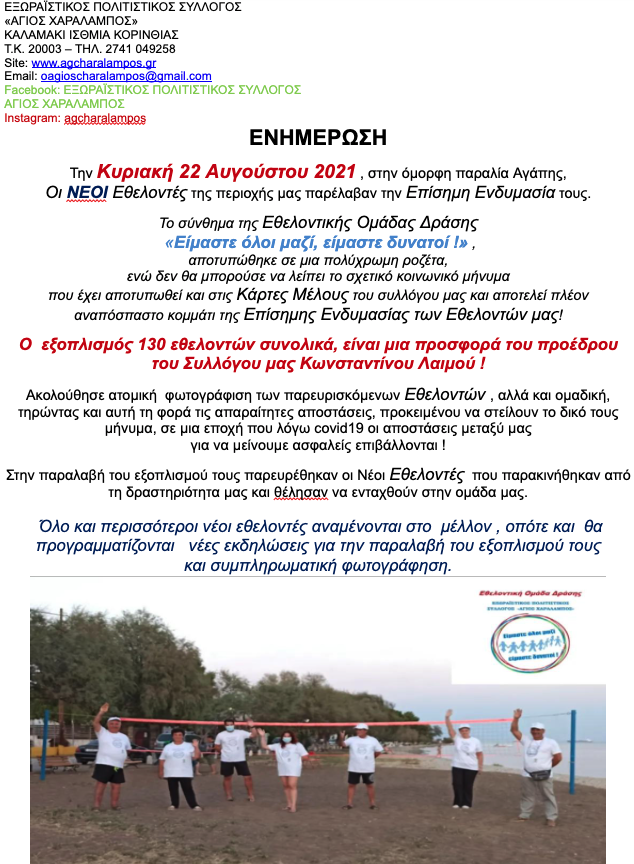 ΕΞΩΡΑΪΣΤΙΚΟΣ ΠΟΛΙΤΙΣΤΙΚΟΣ ΣΥΛΛΟΓΟΣ
«ΑΓΙΟΣ ΧΑΡΑΛΑΜΠΟΣ»
ΚΑΛΑΜΑΚΙ ΙΣΘΜΙΑ ΚΟΡΙΝΘΙΑΣ
Τ.Κ. 20003 – ΤΗΛ. 2741 049258
Site: www.agcharalampos.gr
Email: oagioscharalampos@gmail.com
Facebook: ΕΞΩΡΑΪΣΤΙΚΟΣ ΠΟΛΙΤΙΣΤΙΚΟΣ ΣΥΛΛΟΓΟΣ
ΑΓΙΟΣ ΧΑΡΑΛΑΜΠΟΣ
Instagram: agcharalampos
ΕΝΗΜΕΡΩΣΗ
Την Κυριακή 22 Αυγούστου 2021 , στην όμορφη παραλία Αγάπης,
Οι ΝΕΟΙ Εθελοντές της περιοχής μας παρέλαβαν την Επίσημη Ενδυμασία τους.
Το σύνθημα της Εθελοντικής Ομάδας Δράσης
«Είμαστε όλοι μαζί, είμαστε δυνατοί !» ,
αποτυπώθηκε σε μια πολύχρωμη ροζέτα,
ενώ δεν θα μπορούσε να λείπει το σχετικό κοινωνικό μήνυμα
που έχει αποτυπωθεί και στις Κάρτες Μέλους του συλλόγου μας και αποτελεί πλέον
αναπόσπαστο κομμάτι της Επίσημης Ενδυμασίας των Εθελοντών μας!
Ο εξοπλισμός 130 εθελοντών συνολικά, είναι μια προσφορά του προέδρου
του Συλλόγου μας Κωνσταντίνου Λαιμού !
Ακολούθησε ατομική φωτογράφιση των παρευρισκόμενων Εθελοντών , αλλά και ομαδική,
τηρώντας και αυτή τη φορά τις απαραίτητες αποστάσεις, προκειμένου να στείλουν το δικό τους
μήνυμα, σε μια εποχή που λόγω covid19 οι αποστάσεις μεταξύ μας
για να μείνουμε ασφαλείς επιβάλλονται !
Στην παραλαβή του εξοπλισμού τους παρευρέθηκαν οι Νέοι Εθελοντές που παρακινήθηκαν από
τη δραστηριότητα μας και θέλησαν να ενταχθούν στην ομάδα μας.
Όλο και περισσότεροι νέοι εθελοντές αναμένονται στο μέλλον , οπότε και θα
προγραμματίζονται νέες εκδηλώσεις για την παραλαβή του εξοπλισμού τους
και συμπληρωματική φωτογράφηση.
Εθελοντική Ομάδα Δράσης
ΕΞΩΡΑΪΣΤΙΚΟΣ ΠΟΛΙΤΙΣΤΙΚΟΣ
ΣΥΛΛΟΓΟΣ «ΑΓΙΟΣ ΧΑΡΑΛΑΜΠΟΣ»
Είμαστε όλοι μαζί
είμαστε δυνατοί !